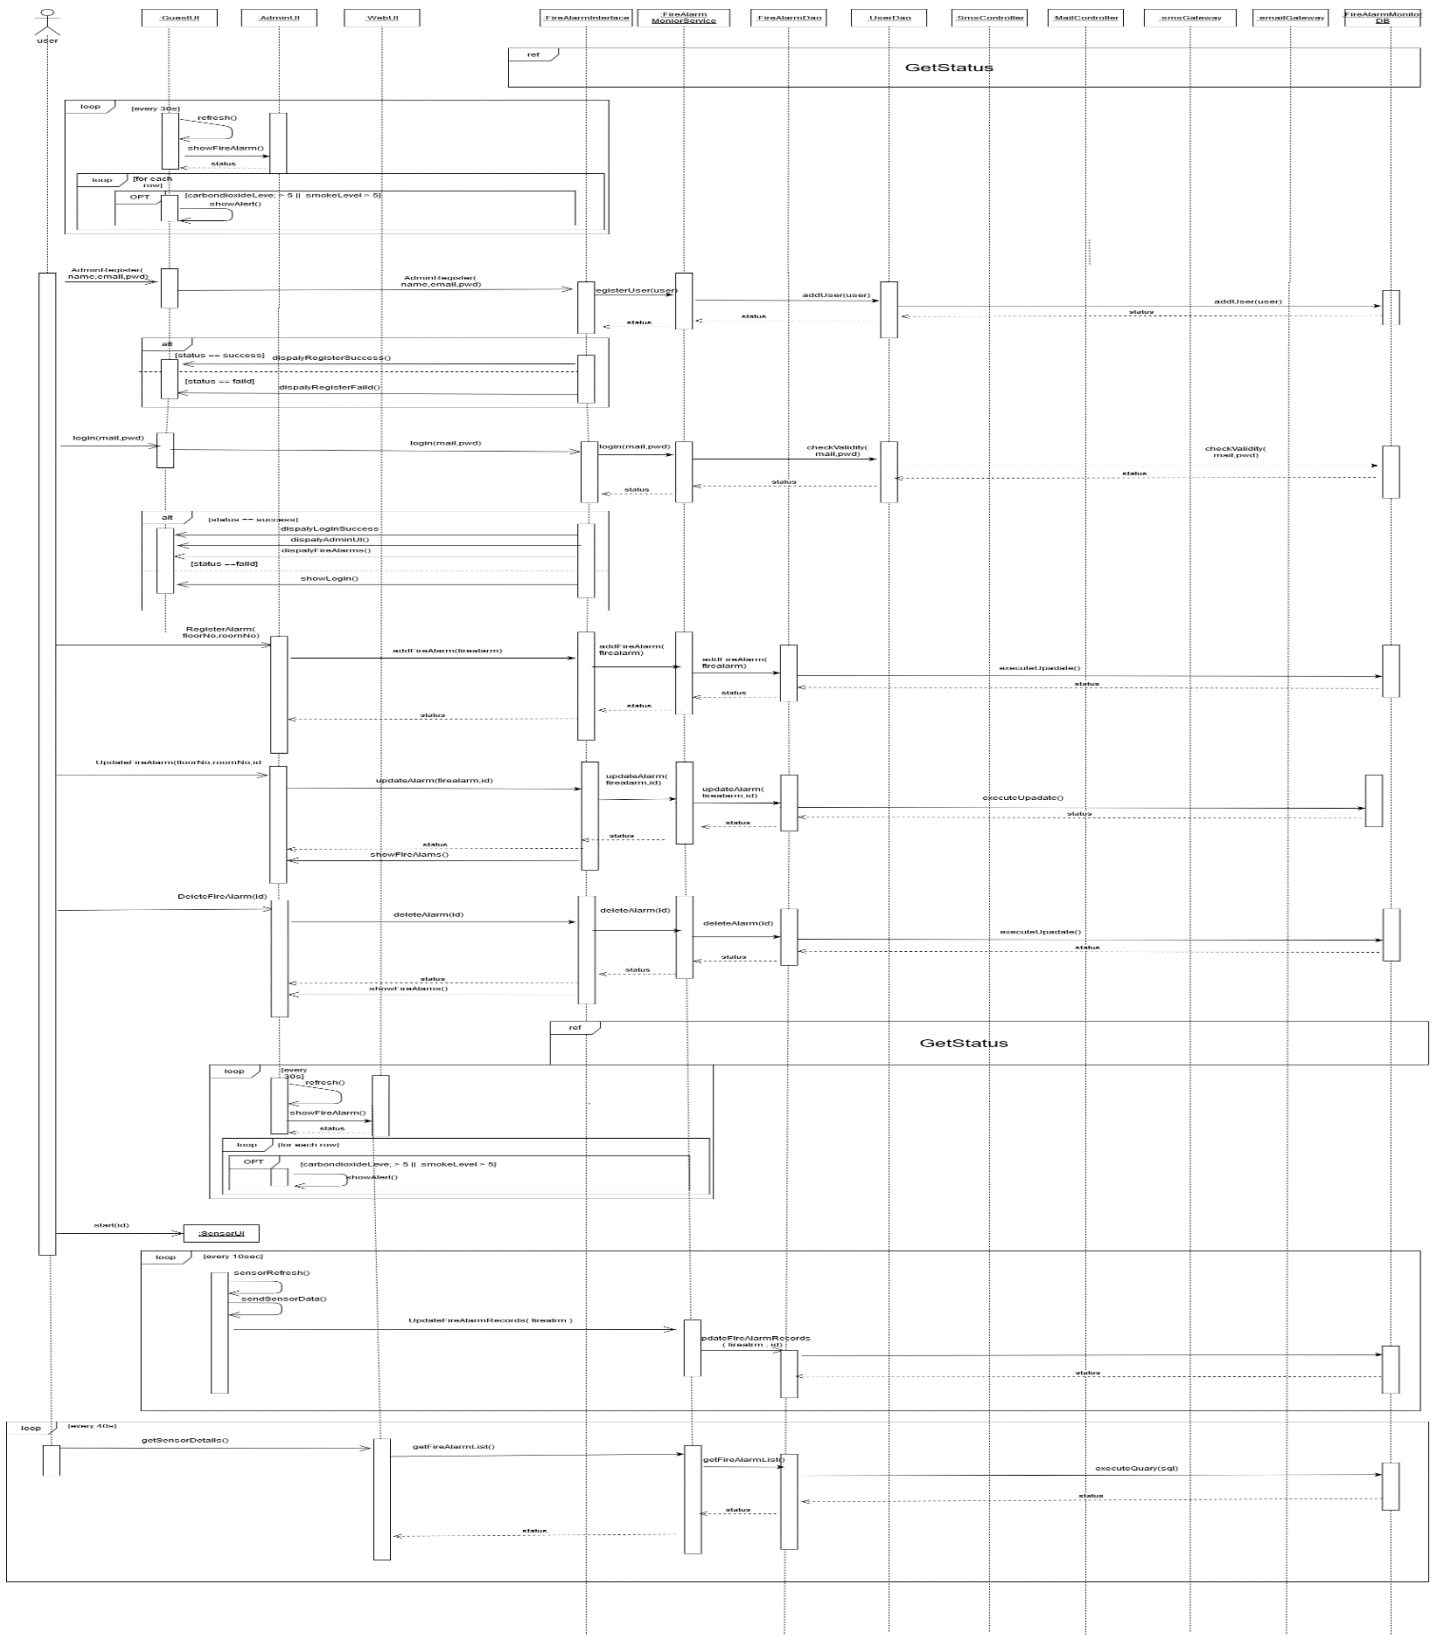 :GuestUI
:AdminUI
:WebUI
:FireAlarmInterface
:FireAlarm
MoniorService
:FireAlarmDao
:UserDao
:SmsController
:MailController
:smsGateway
:emailGateway
:FireAlarmMonitor
DB
user
ref
GetStatus
loop
[every 30s]
refresh()
showFireAlarm()
status
loop
[for each
row]
OPT
[carbondioxideLeve; > 5 || smokeLevel > 5]
showAlert()
AdminRegister(
name,email,pwd)
AdminRegister(
name,email,pwd)
registerUser(user)
addUser(user)
addUser(user)
status
status
status
alt
[status == success]
dispalyRegisterSuccess()
[status == faild]
dispalyRegisterFaild()
login(mail,pwd)
login(mail,pwd)
login(mail,pwd)
checkValidity(
mail,pwd)
checkValidity(
mail,pwd)
status
status
status
alt
[status == success]
dispalyLoginSuccess
dispalyAdminUI()
dispalyFireAlarms()
[status ==faild]
showLogin()
RegisterAlarm(
floorNo,roomNo)
addFireAlarm(firealarm)
addFireAlarm(
firealarm)
addFireAlarm(
firealarm)
executeUpadate()
status
status
status
status
UpdateFireAlarm(floorNo,roomNo,id
updateAlarm(firealarm,id)
updateAlarm(
firealarm,id)
updateAlarm(
firealarm,id)
executeUpadate()
status
status
status
status
showFireAlams()
DeleteFireAlarm(id)
deleteAlarm(id)
deleteAlarm(id)
deleteAlarm(id)
executeUpadate()
status
status
status
status
showFireAlarms()
ref
GetStatus
loop
[every
30s]
refresh()
showFireAlarm()
status
loop
[for each row]
OPT
[carbondioxideLeve; > 5 || smokeLevel > 5]
showAlert()
start(id)
:SensorUI
loop
[every 10sec]
sensorRefresh()
sendSensorData()
UpdateFireAlarmRecords( firealrm )
pdateFireAlarmRecords
( firealrm , id)
status
loop
[every 40s]
getSensorDetails()
getFireAlarmList()
getFireAlarmList()
executeQuary(sql)
status
status
status